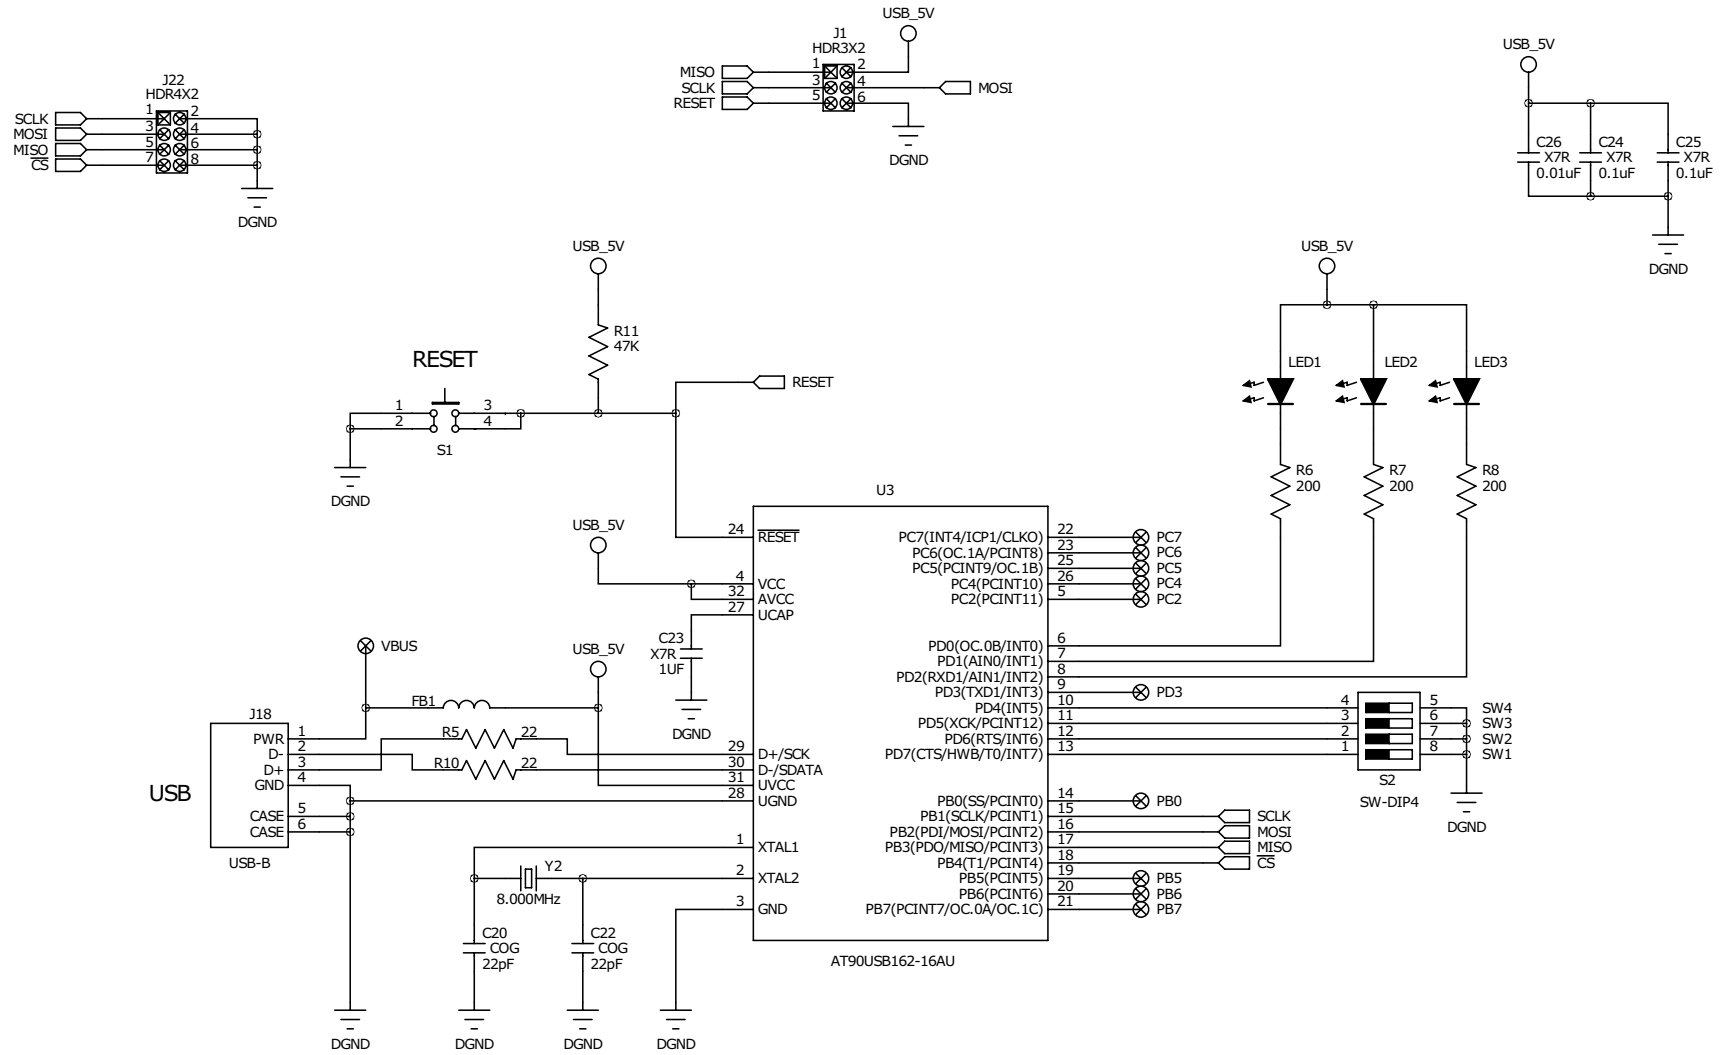 J22
HDR4X2
SCLK 1 2
MOSI 3 4
MISO 5 6
CS 7 8
DGND
USB_5V
J1
HDR3X2
MISO 1 2
SCLK 3 4 MOSI
RESET 5 6
DGND
USB_5V
C26
X7R
0.01uF
C24
X7R
0.1uF
C25
X7R
0.1uF
DGND
USB_5V
R11
47K
RESET
RESET
1 3
2 4
S1
DGND
USB_5V
LED1
LED2
LED3
R6
200
R7
200
R8
200
U3
USB_5V
24 RESET
4 VCC
32 AVCC
27 UCAP
C23
X7R
1UF
DGND
VBUS
USB_5V
FB1
J18
PWR 1
D- 2
D+ 3
GND 4
CASE 5
CASE 6
USB
USB-B
R5 22
R10 22
29 D+/SCK
30 D-/SDATA
31 UVCC
28 UGND
1 XTAL1
2 XTAL2
3 GND
Y2
8.000MHz
C20
COG
22pF
C22
COG
22pF
DGND
DGND
DGND
DGND
PC7(INT4/ICP1/CLKO) 22 PC7
PC6(OC.1A/PCINT8) 23 PC6
PC5(PCINT9/OC.1B) 25 PC5
PC4(PCINT10) 26 PC4
PC2(PCINT11) 5 PC2
PD0(OC.0B/INT0) 6
PD1(AIN0/INT1) 7
PD2(RXD1/AIN1/INT2) 8
PD3(TXD1/INT3) 9 PD3
PD4(INT5) 10 4 5 SW4
PD5(XCK/PCINT12) 11 3 6 SW3
PD6(RTS/INT6) 12 2 7 SW2
PD7(CTS/HWB/T0/INT7) 13 1 8 SW1
S2
SW-DIP4
DGND
PB0(SS/PCINT0) 14 PB0
PB1(SCLK/PCINT1) 15 SCLK
PB2(PDI/MOSI/PCINT2) 16 MOSI
PB3(PDO/MISO/PCINT3) 17 MISO
PB4(T1/PCINT4) 18 CS
PB5(PCINT5) 19 PB5
PB6(PCINT6) 20 PB6
PB7(PCINT7/OC.0A/OC.1C) 21 PB7
AT90USB162-16AU